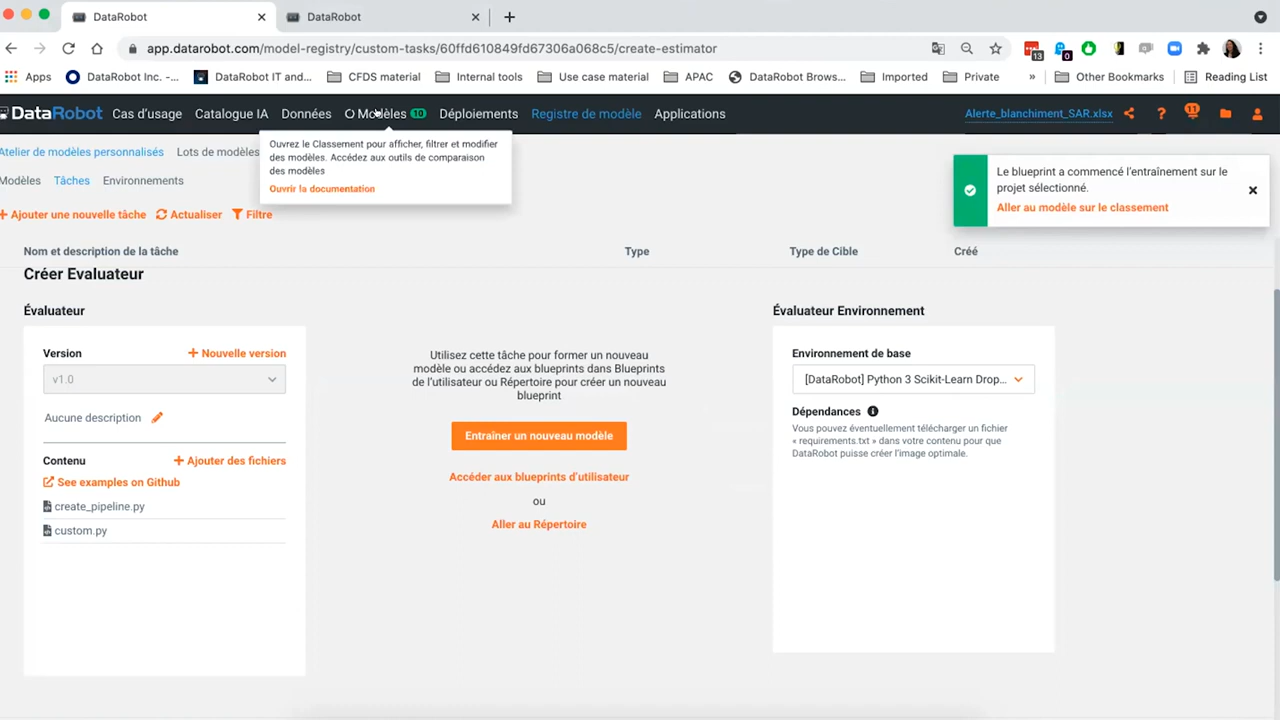 DataRobot
DataRobot
app.datarobot.com/model-registry/custom-tasks/60ffd610849fd67306a068c5/create-estimator
13
0
Apps
DataRobot Inc. -...
DataRobot IT and...
CFDS material
Internal tools
Use case material
APAC
DataRobot Brows...
Imported
Private
»
Other Bookmarks
Reading List
DataRobot
Cas d'usage
Catalogue IA
Données
Modèles
10
Déploiements
Registre de modèle
Applications
Alerte_blanchiment_SAR.xlsx
?
11
Atelier de modèles personnalisés
Lots de modèles
Modèles
Tâches
Environnements
Ouvrez le Classement pour afficher, filtrer et modifier
des modèles. Accédez aux outils de comparaison
des modèles
Ouvrir la documentation
Le blueprint a commencé l'entraînement sur le
projet sélectionné.
Aller au modèle sur le classement
+ Ajouter une nouvelle tâche
Actualiser
Filtre
Nom et description de la tâche
Type
Type de Cible
Créé
Créer Evaluateur
Évaluateur
Version
+ Nouvelle version
v1.0
Aucune description
Contenu
+ Ajouter des fichiers
See examples on Github
create_pipeline.py
custom.py
Utilisez cette tâche pour former un nouveau
modèle ou accédez aux blueprints dans Blueprints
de l'utilisateur ou Répertoire pour créer un nouveau
blueprint
Entraîner un nouveau modèle
Accéder aux blueprints d'utilisateur
ou
Aller au Répertoire
Évaluateur Environnement
Environnement de base
[DataRobot] Python 3 Scikit-Learn Drop...
Dépendances
Vous pouvez éventuellement télécharger un fichier
« requirements.txt » dans votre contenu pour que
DataRobot puisse créer l'image optimale.